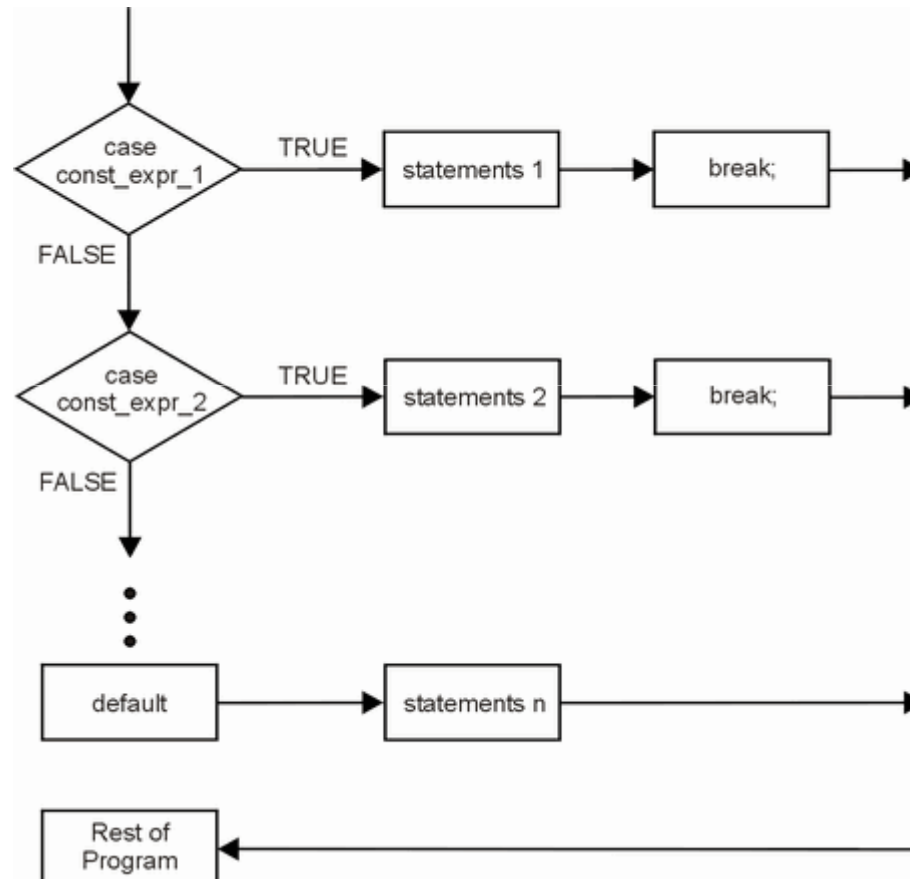 case
const_expr_1
TRUE
statements 1
break;
FALSE
case
const_expr_2
TRUE
statements 2
break;
FALSE
default
statements n
Rest of
Program